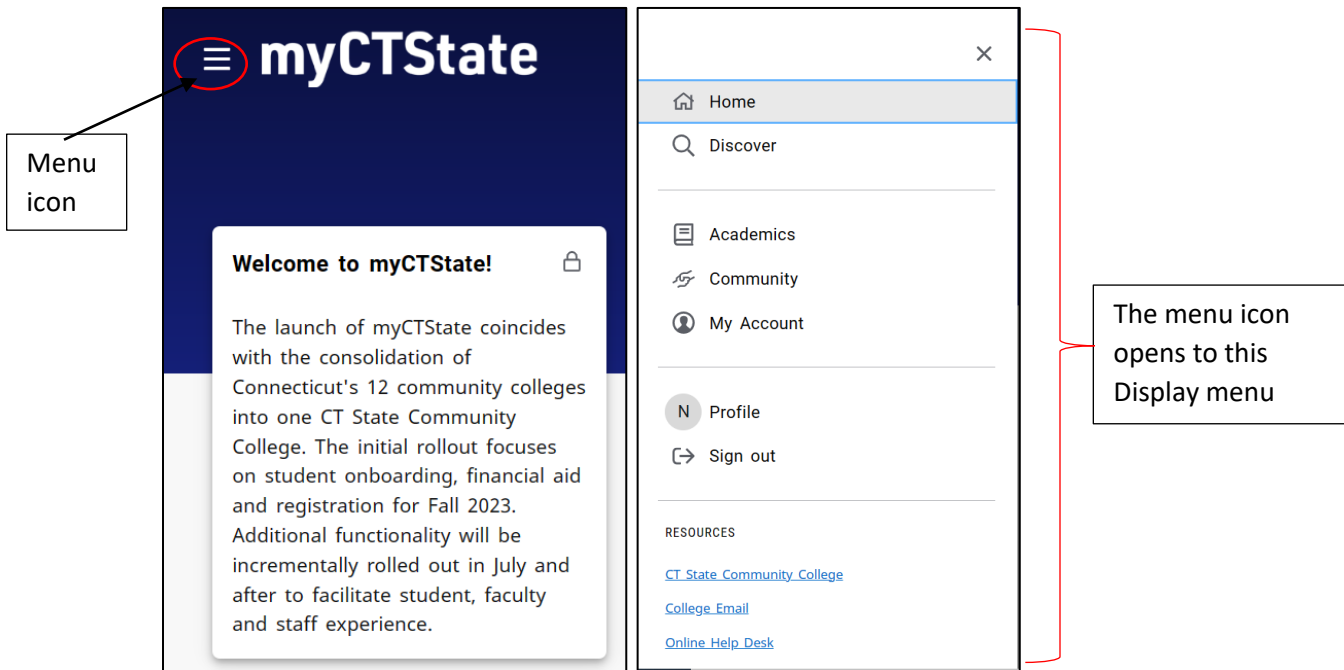 myCTState
Menu
icon
Welcome to myCTState!
The launch of myCTState coincides
with the consolidation of
Connecticut's 12 community colleges
into one CT State Community
College. The initial rollout focuses
on student onboarding, financial aid
and registration for Fall 2023.
Additional functionality will be
incrementally rolled out in July and
after to facilitate student, faculty
and staff experience.
Home
Discover
Academics
Community
My Account
N Profile
Sign out
RESOURCES
CT State Community College
College Email
Online Help Desk
The menu icon
opens to this
Display menu